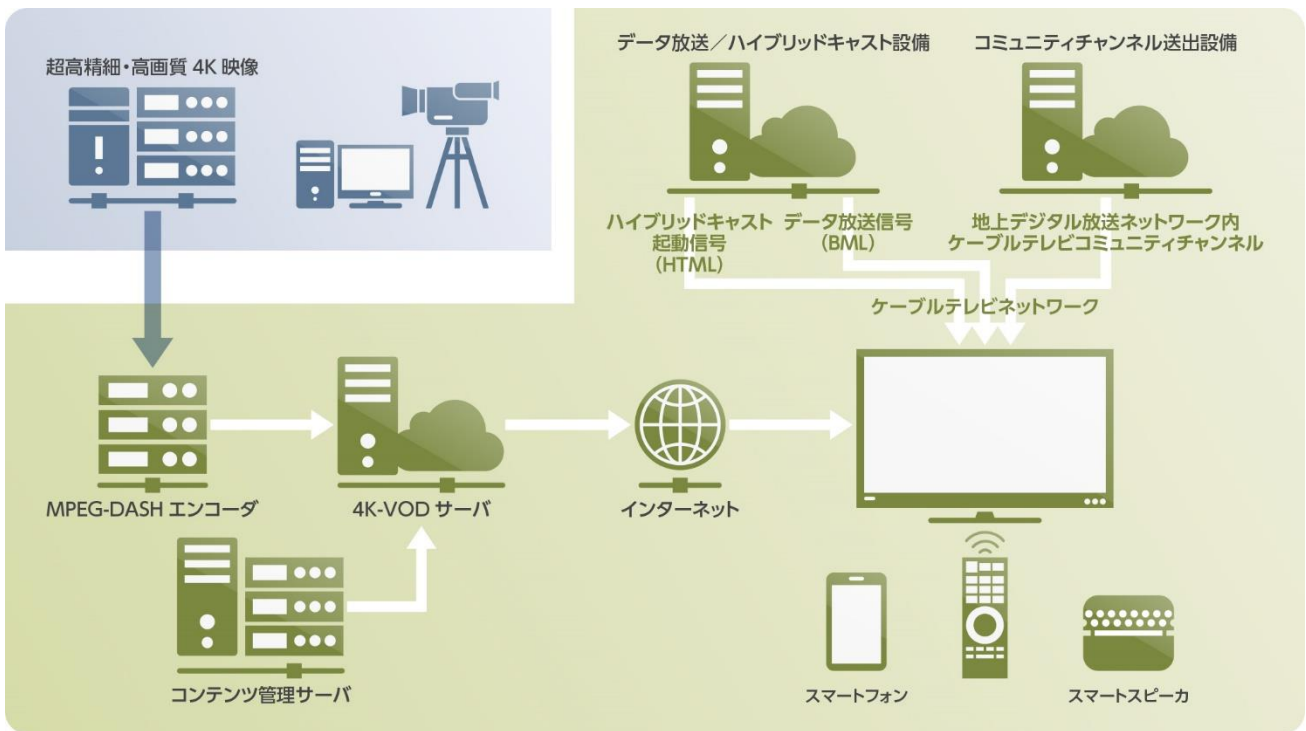 超高精細・高画質 4K 映像
データ放送／ハイブリッドキャスト設備
コミュニティチャンネル送出設備
ハイブリッドキャスト
起動信号
(HTML)
データ放送信号
(BML)
地上デジタル放送ネットワーク内
ケーブルテレビコミュニティチャンネル
ケーブルテレビネットワーク
MPEG-DASH エンコーダ
4K-VOD サーバ
インターネット
コンテンツ管理サーバ
スマートフォン
スマートスピーカ